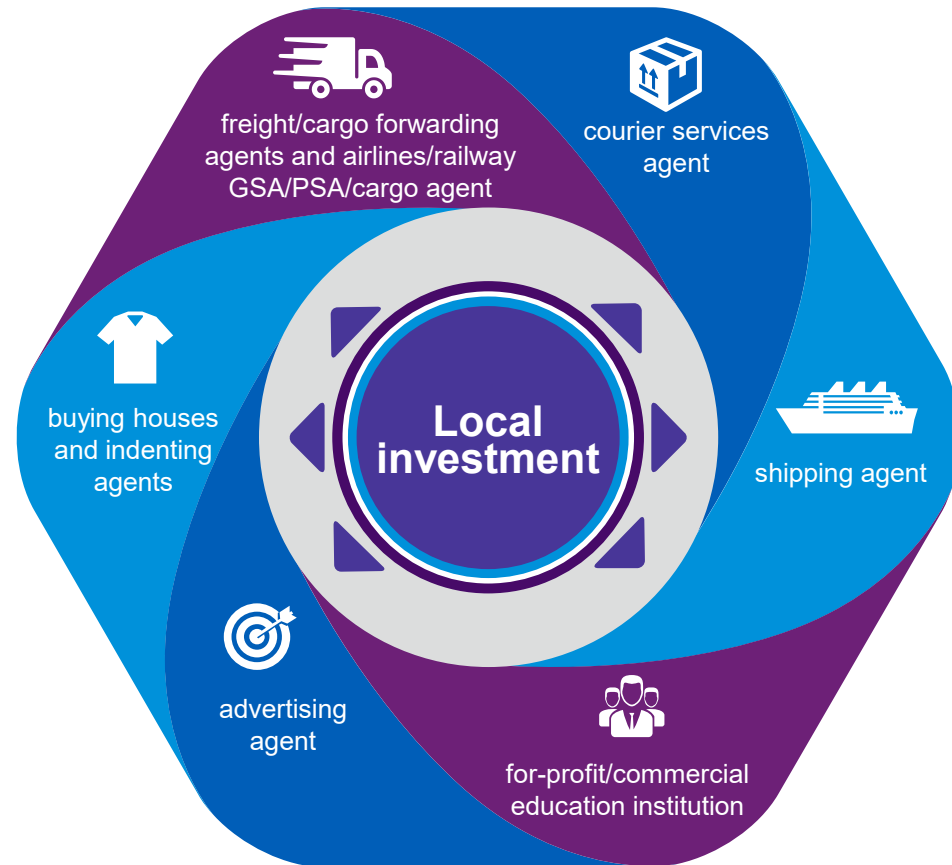 freight/cargo forwarding
agents and airlines/railway
GSA/PSA/cargo agent
courier services
agent
buying houses
and indenting
agents
Local
investment
shipping agent
advertising
agent
for-profit/commercial
education institution